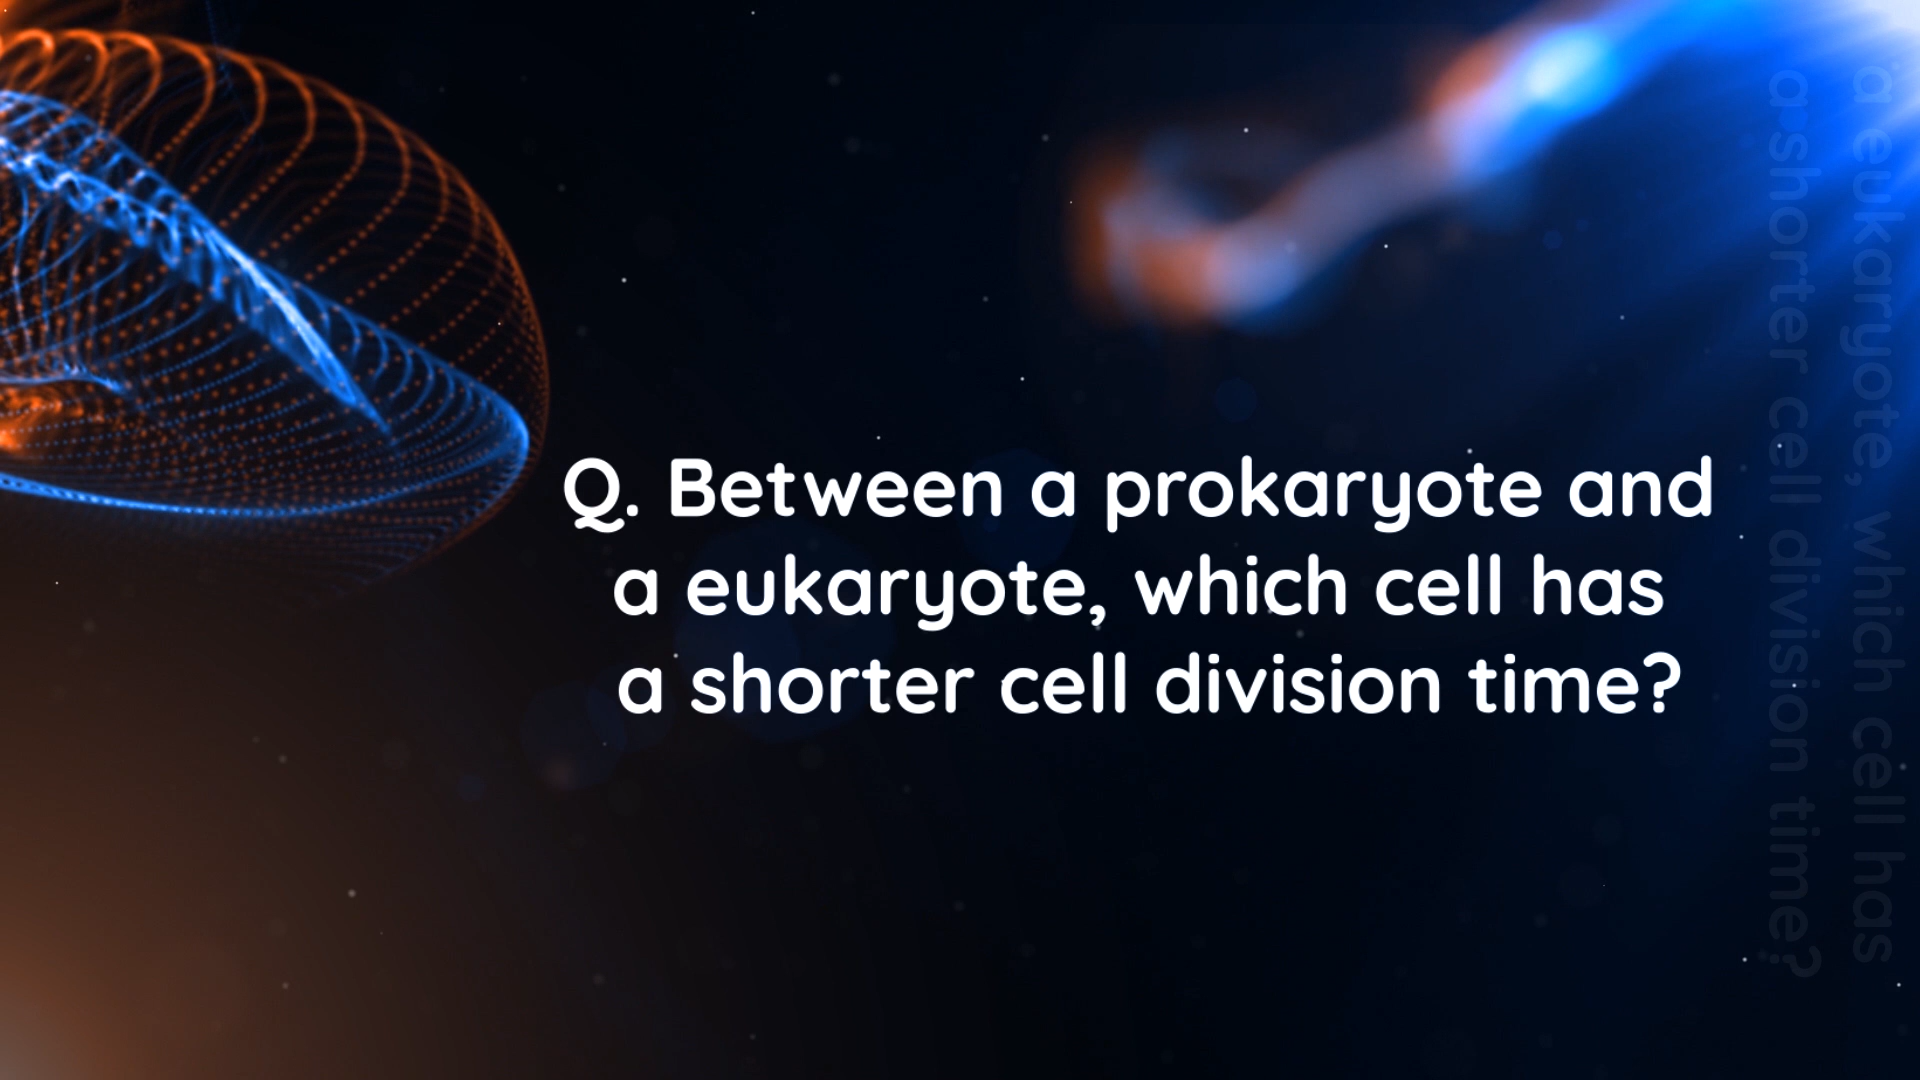 Q. Between a prokaryote and
a eukaryote, which cell has
a shorter cell division time?
a eukaryote, which cell has
a shorter cell division time?